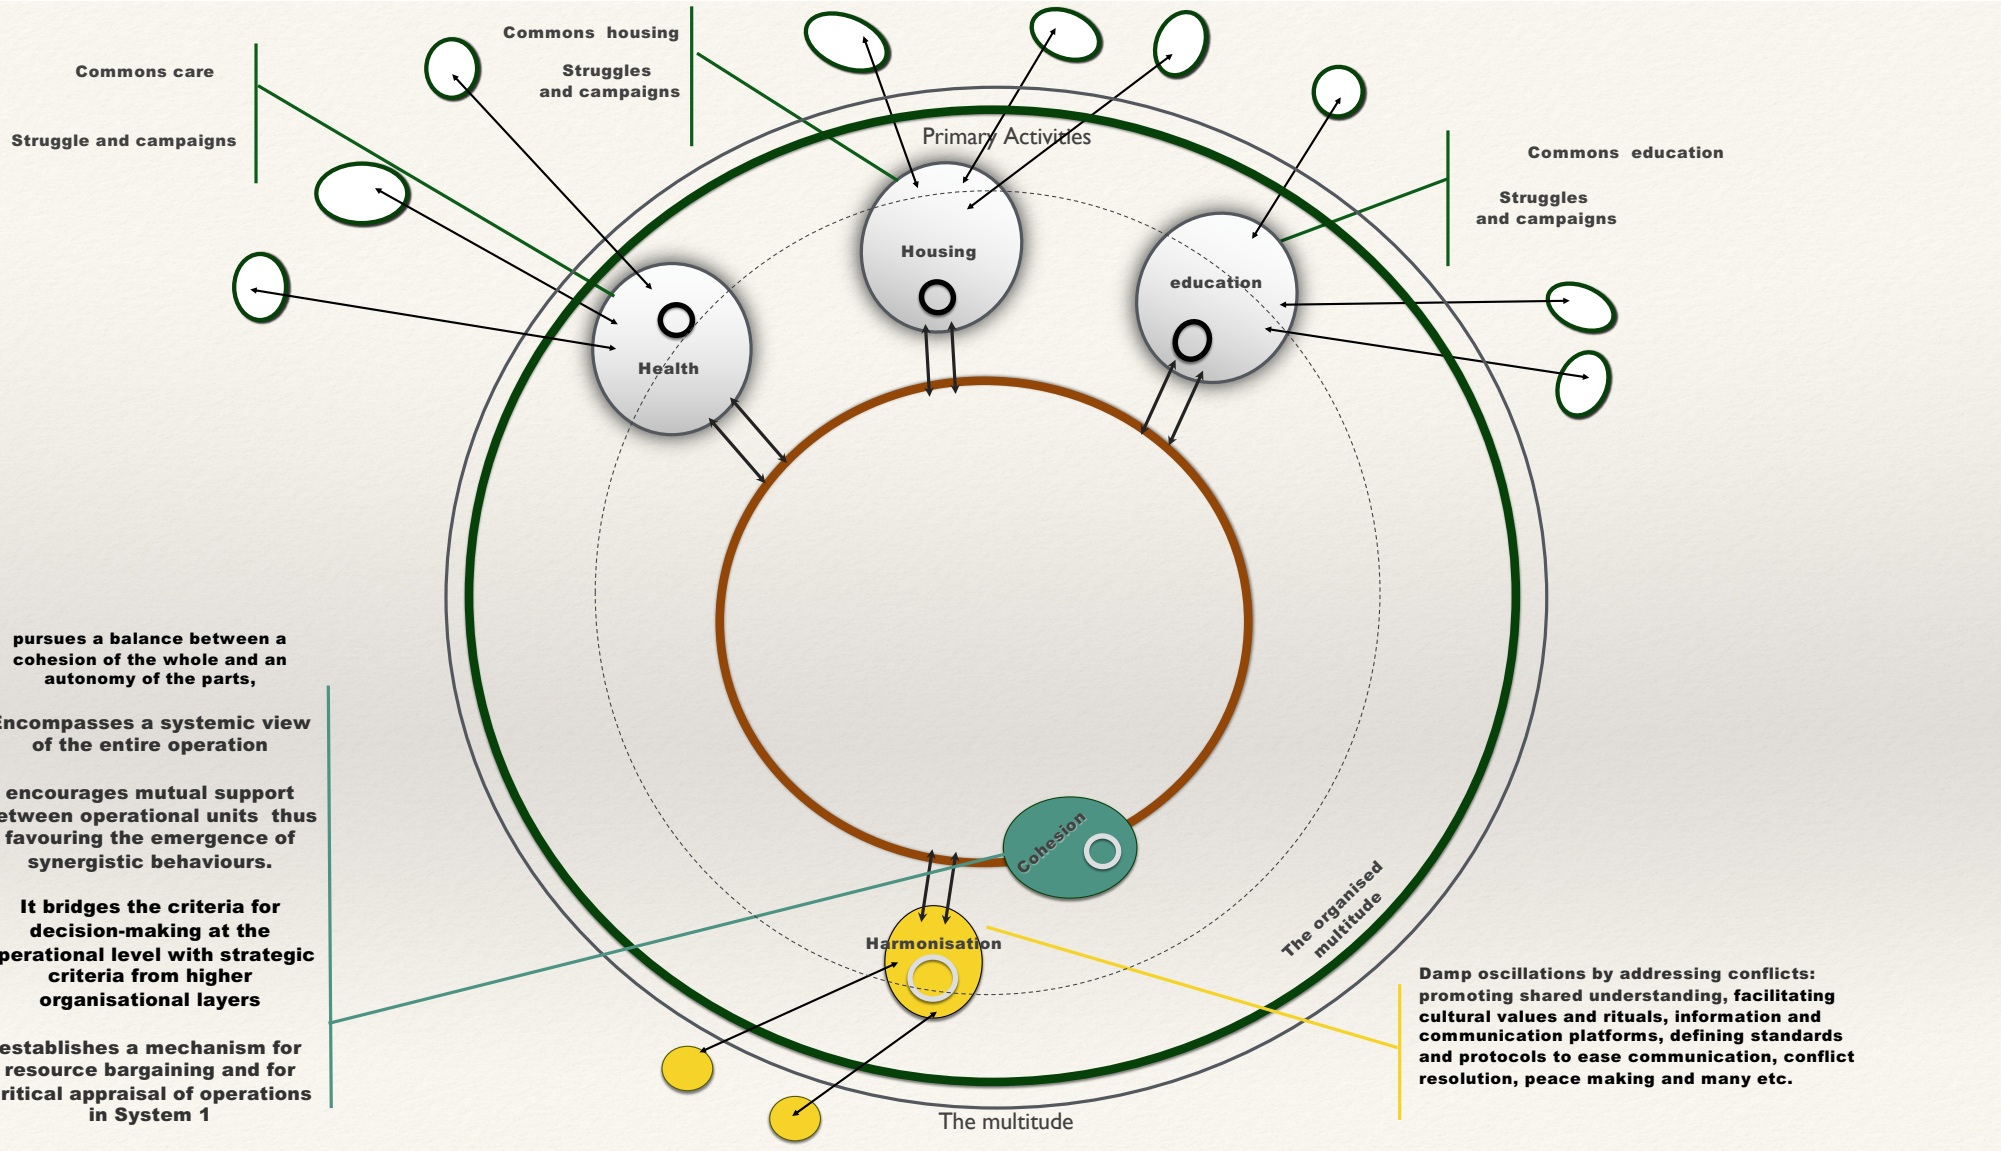 Commons care
Struggle and campaigns
Commons  housing
Struggles
and campaigns
Primary Activities
Commons  education
Struggles
and campaigns
Housing
education
Health
pursues a balance between a
cohesion of the whole and an
autonomy of the parts,
ncompasses a systemic view
of the entire operation
encourages mutual support
etween operational units  thus
favouring the emergence of
synergistic behaviours.
It bridges the criteria for
decision-making at the
perational level with strategic
criteria from higher
organisational layers
establishes a mechanism for
resource bargaining and for
ritical appraisal of operations
in System 1
Cohesion
Harmonisation
The organised
multitude
Damp oscillations by addressing conflicts:
promoting shared understanding, facilitating
cultural values and rituals, information and
communication platforms, defining standards
and protocols to ease communication, conflict
resolution, peace making and many etc.
The multitude